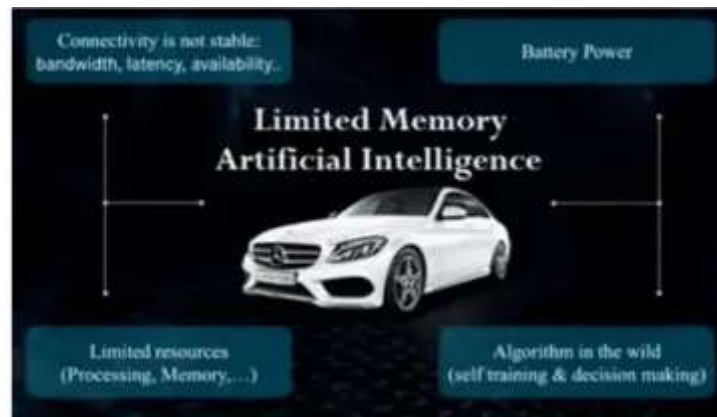 Connectivity is not stable:
bandwidth, latency, availability..
Battery Power
Limited Memory
Artificial Intelligence
Limited resources
(Processing, Memory,…)
Algorithm in the wild
(self training & decision making)